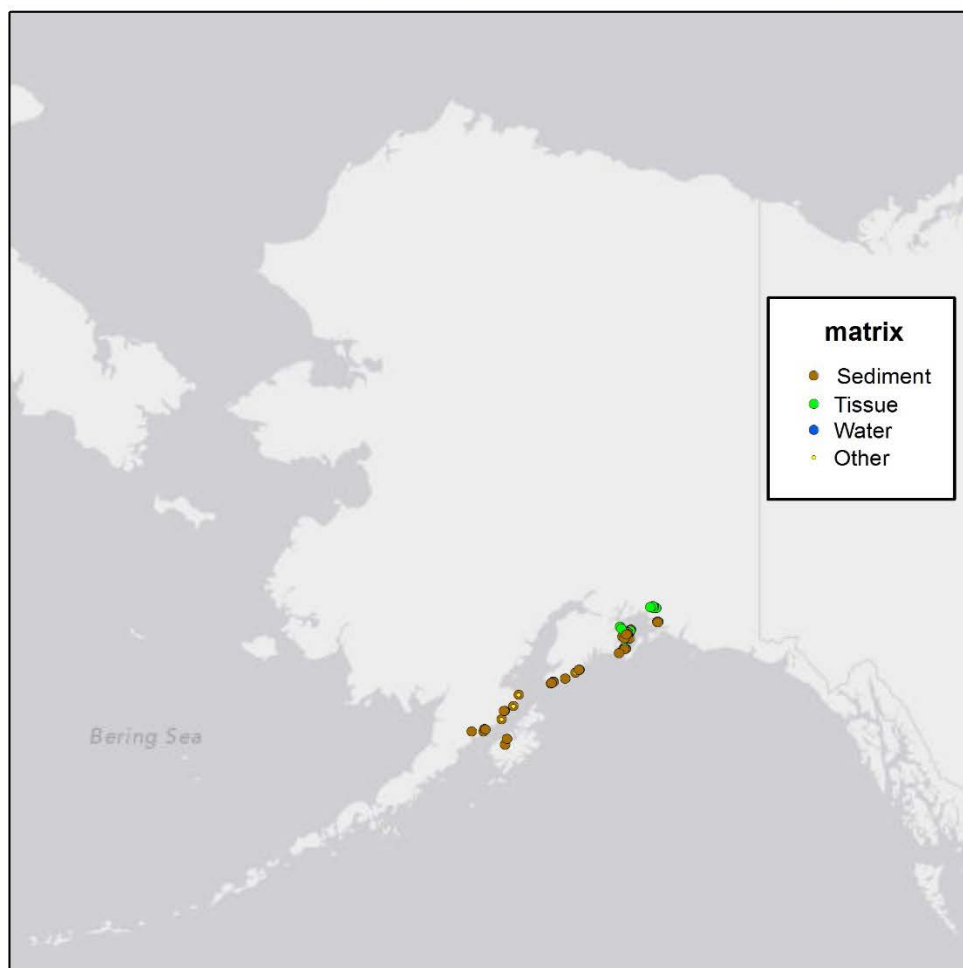 matrix
Sediment
Tissue
Water
Other
Bering Sea